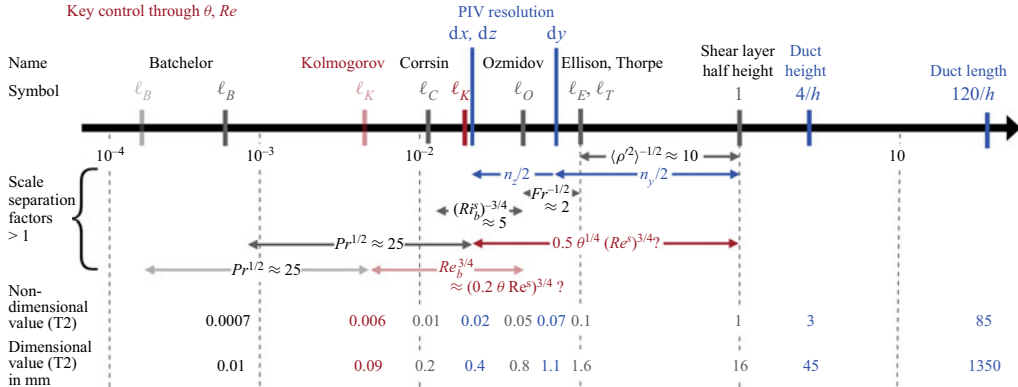 Key control through θ, Re
PIV resolution
dx, dz dy
Name Batchelor Kolmogorov Corrsin Ozmidov Ellison, Thorpe Shear layer half height Duct height Duct length
Symbol ℓ_B ℓ_B ℓ_K ℓ_C ℓ_K ℓ_O ℓ_E, ℓ_T 1 4/h 120/h
10^−4 10^−3 10^−2 10
⟨ρ′^2⟩^−1/2 ≈ 10
n_z/2 n_y/2
Scale separation factors > 1
Fr^−1/2 ≈ 2
(Ri_b^s)^−3/4 ≈ 5
Pr^1/2 ≈ 25 0.5 θ^1/4 (Re^s)^3/4?
Pr^1/2 ≈ 25 Re_b^3/4
≈ (0.2 θ Re^s)^3/4 ?
Non-dimensional value (T2) 0.0007 0.006 0.01 0.02 0.05 0.07 0.1 1 3 85
Dimensional value (T2) in mm 0.01 0.09 0.2 0.4 0.8 1.1 1.6 16 45 1350